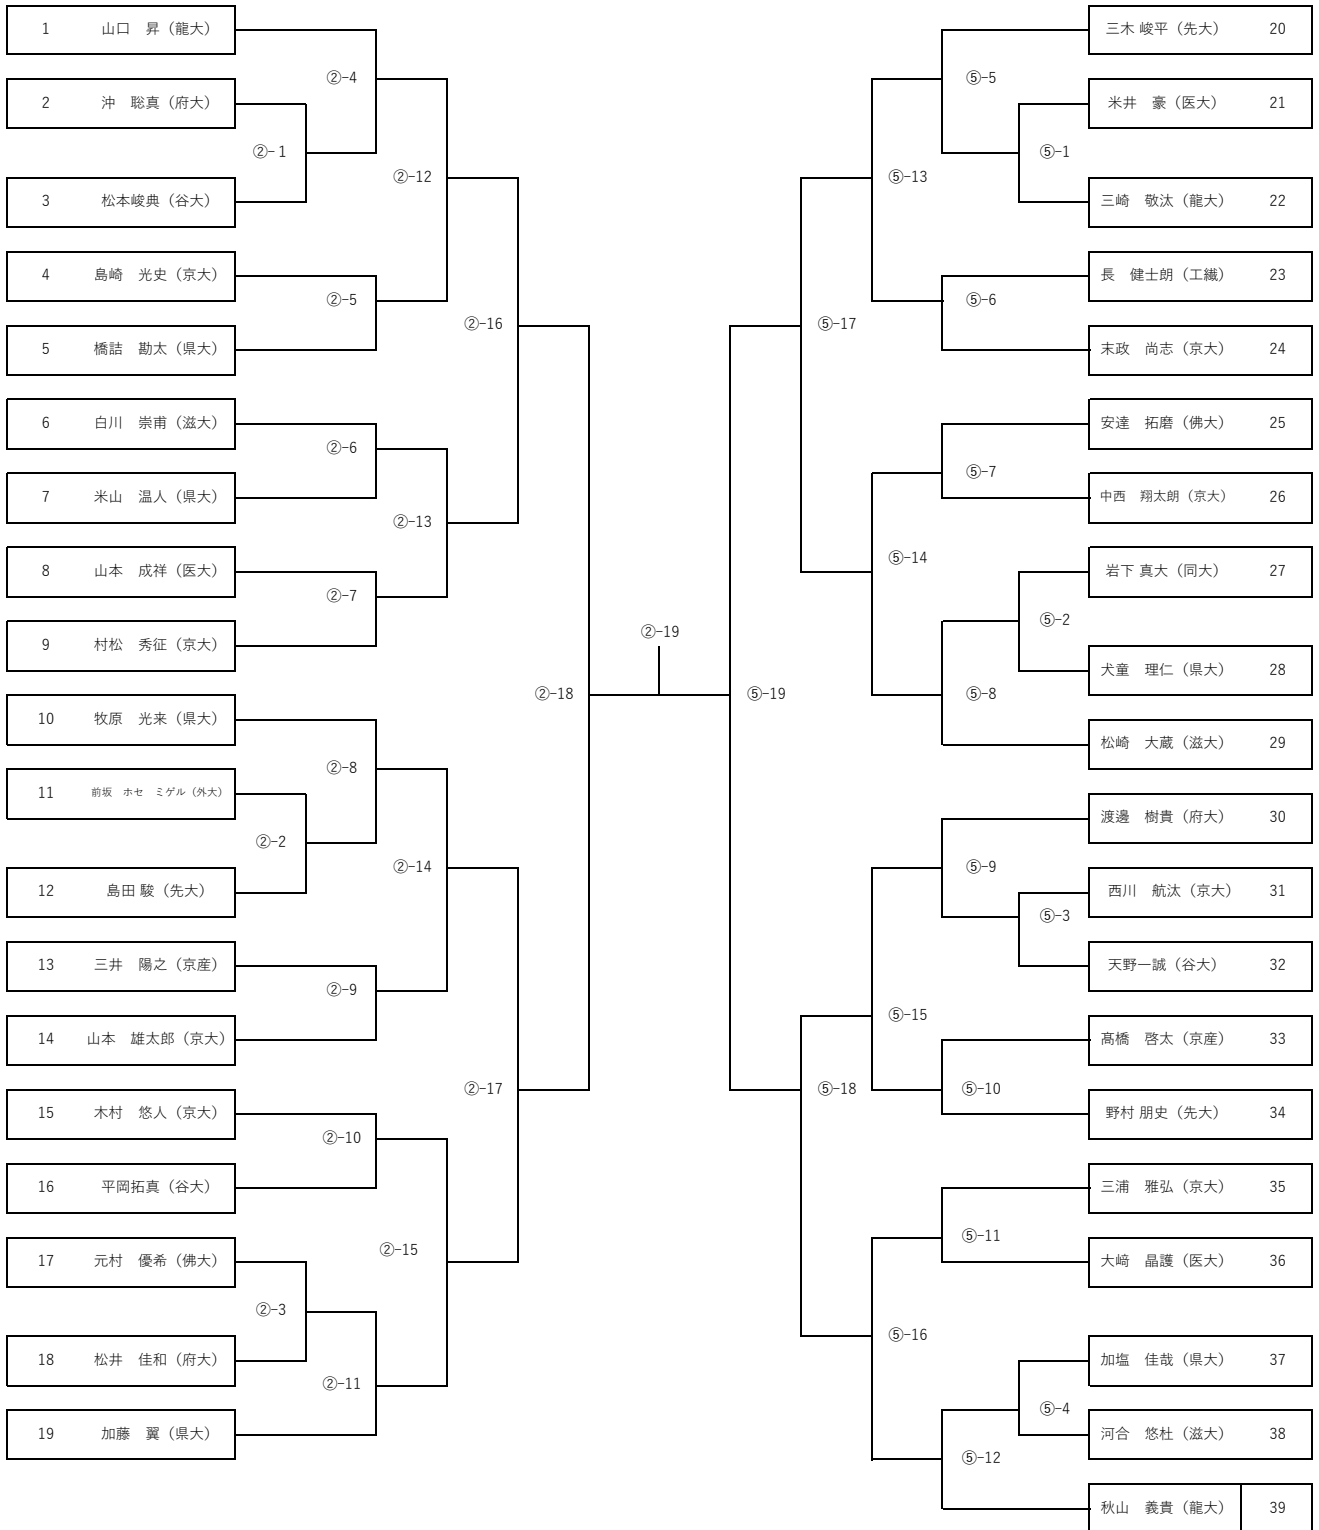 1 山口　昇（龍大）
②-4
2 沖　聡真（府大）
②- 1
②-12
3 松本峻典（谷大）
4 島崎　光史（京大）
②-5
②-16
5 橋詰　勘太（県大）
6 白川　崇甫（滋大）
②-6
7 米山　温人（県大）
②-13
8 山本　成祥（医大）
②-7
9 村松　秀征（京大）
②-18
10 牧原　光来（県大）
②-8
11 前坂　ホセ　ミゲル（外大）
②-2
②-14
12 島田 駿（先大）
13 三井　陽之（京産）
②-9
14 山本　雄太郎（京大）
②-17
15 木村　悠人（京大）
②-10
16 平岡拓真（谷大）
②-15
17 元村　優希（佛大）
②-3
18 松井　佳和（府大）
②-11
19 加藤　翼（県大）
②-19
三木 峻平（先大） 20
⑤-5
米井　豪（医大） 21
⑤-1
⑤-13
三崎　敬汰（龍大） 22
長　健士朗（工繊） 23
⑤-6
⑤-17
末政　尚志（京大） 24
安達　拓磨（佛大） 25
⑤-7
中西　翔太朗（京大） 26
⑤-14
岩下 真大（同大） 27
⑤-2
犬童　理仁（県大） 28
⑤-8
⑤-19
松崎　大蔵（滋大） 29
渡邊　樹貴（府大） 30
⑤-9
西川　航汰（京大） 31
⑤-3
天野一誠（谷大） 32
⑤-15
髙橋　啓太（京産） 33
⑤-10
⑤-18
野村 朋史（先大） 34
三浦　雅弘（京大） 35
⑤-11
大﨑　晶護（医大） 36
⑤-16
加塩　佳哉（県大） 37
⑤-4
河合　悠杜（滋大） 38
⑤-12
秋山　義貴（龍大） 39